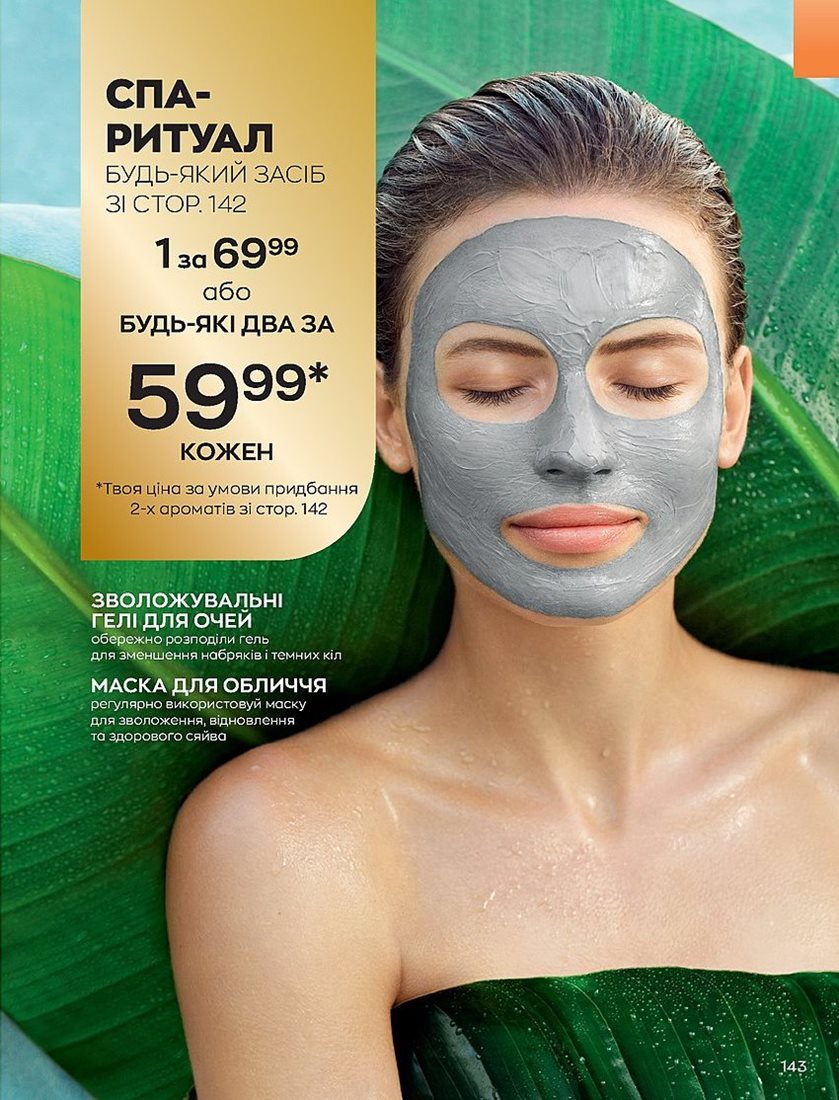 СПА-
РИТУАЛ
БУДЬ-ЯКИЙ ЗАСІБ
ЗІ СТОР. 142
1 за 69⁹⁹
або
БУДЬ-ЯКІ ДВА ЗА
59⁹⁹*
КОЖЕН
*Твоя ціна за умови придбання
2-х ароматів зі стор. 142
ЗВОЛОЖУВАЛЬНІ
ГЕЛІ ДЛЯ ОЧЕЙ
обережно розподіли гель
для зменшення набряків і темних кіл
МАСКА ДЛЯ ОБЛИЧЧЯ
регулярно використовуй маску
для зволоження, відновлення
та здорового сяйва
143